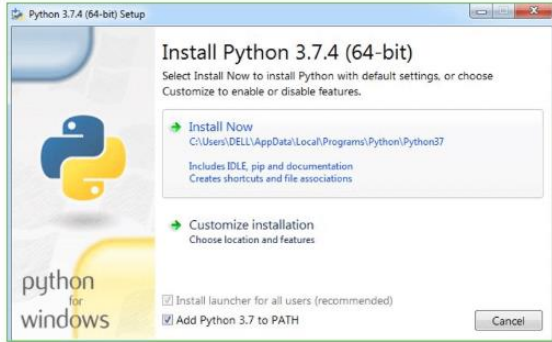 Python 3.7.4 (64-bit) Setup
Install Python 3.7.4 (64-bit)
Select Install Now to install Python with default settings, or choose
Customize to enable or disable features.
Install Now
C:\Users\DELL\AppData\Local\Programs\Python\Python37
Includes IDLE, pip and documentation
Creates shortcuts and file associations
Customize installation
Choose location and features
python
for
windows
Install launcher for all users (recommended)
Add Python 3.7 to PATH
Cancel